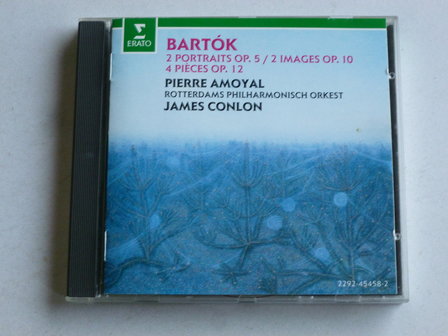 ERATO
BARTÓK
2 PORTRAITS OP. 5 / 2 IMAGES OP. 10
4 PIÈCES OP. 12
PIERRE AMOYAL
ROTTERDAMS PHILHARMONISCH ORKEST
JAMES CONLON
2292-45458-2